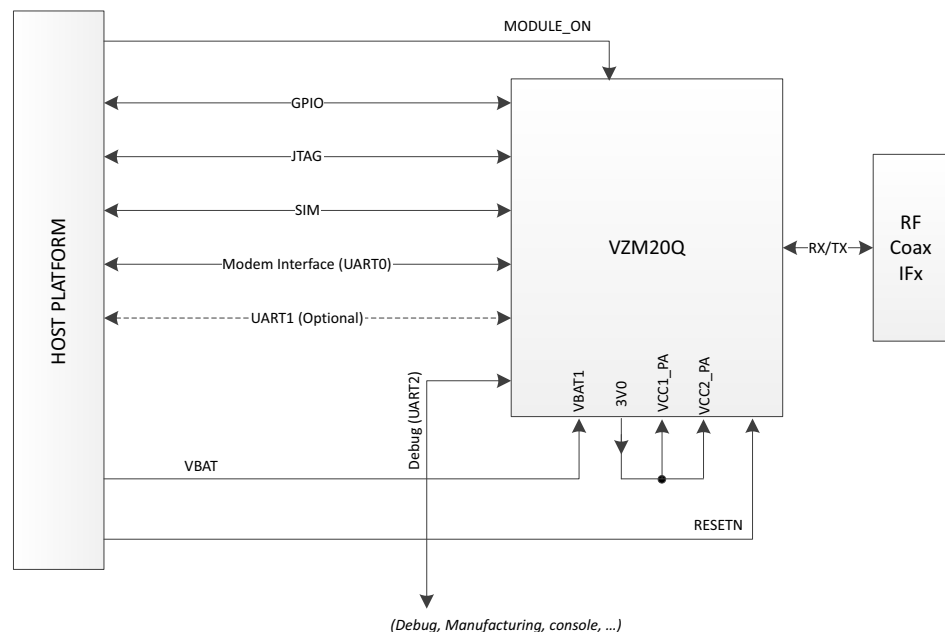 MODULE_ON
GPIO
JTAG
SIM
Modem Interface (UART0)
UART1 (Optional)
HOST PLATFORM
VZM20Q
RX/TX
RF
Coax
IFx
Debug (UART2)
VBAT1
3V0
VCC1_PA
VCC2_PA
VBAT
RESETN
(Debug, Manufacturing, console, ...)